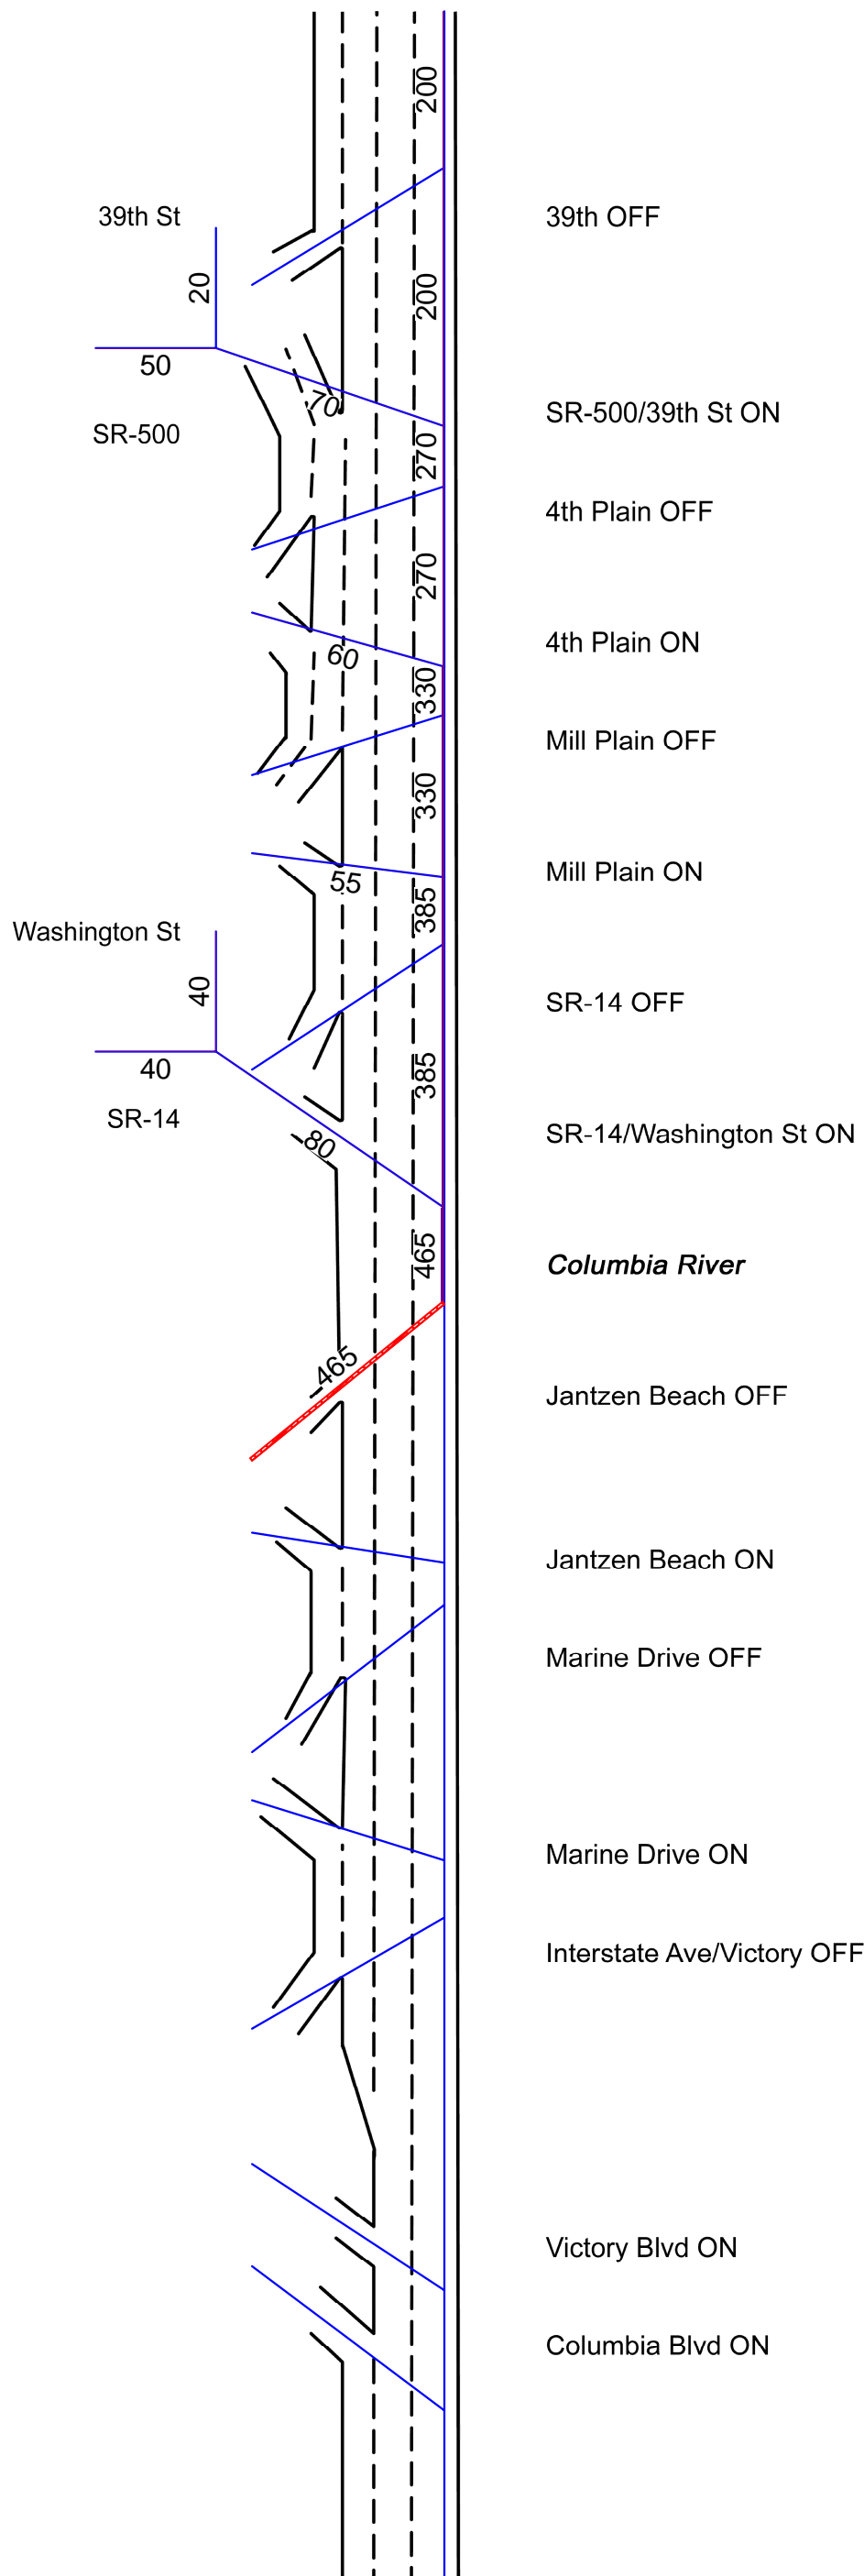 200
39th St
39th OFF
20
200
50
70
SR-500/39th St ON
SR-500
270
4th Plain OFF
270
4th Plain ON
60
330
Mill Plain OFF
330
Mill Plain ON
55
385
Washington St
40
SR-14 OFF
40
385
SR-14
SR-14/Washington St ON
80
465
Columbia River
465
Jantzen Beach OFF
Jantzen Beach ON
Marine Drive OFF
Marine Drive ON
Interstate Ave/Victory OFF
Victory Blvd ON
Columbia Blvd ON